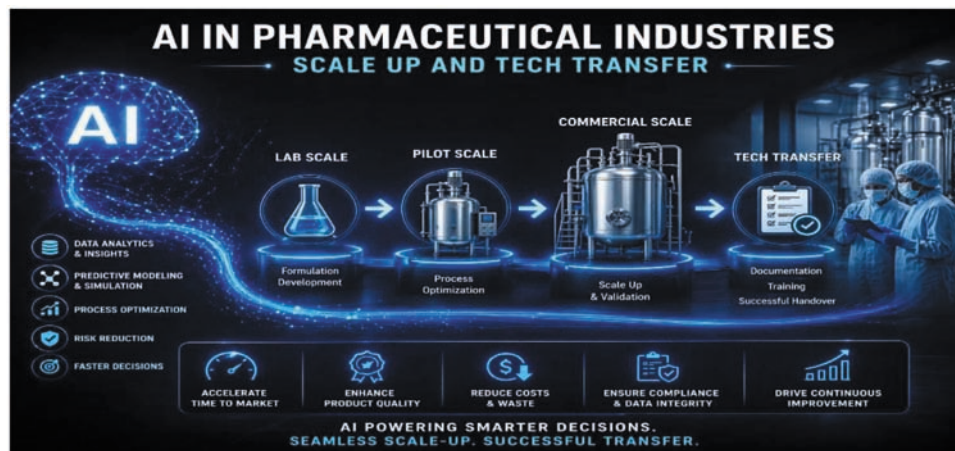 AI IN PHARMACEUTICAL INDUSTRIES
SCALE UP AND TECH TRANSFER
AI
LAB SCALE
Formulation
Development
PILOT SCALE
Process
Optimization
COMMERCIAL SCALE
Scale Up
& Validation
TECH TRANSFER
Documentation
Training
Successful Handover
DATA ANALYTICS
& INSIGHTS
PREDICTIVE MODELING
& SIMULATION
PROCESS OPTIMIZATION
RISK REDUCTION
FASTER DECISIONS
ACCELERATE
TIME TO MARKET
ENHANCE
PRODUCT QUALITY
REDUCE COSTS
& WASTE
ENSURE COMPLIANCE
& DATA INTEGRITY
DRIVE CONTINUOUS
IMPROVEMENT
AI POWERING SMARTER DECISIONS.
SEAMLESS SCALE-UP. SUCCESSFUL TRANSFER.